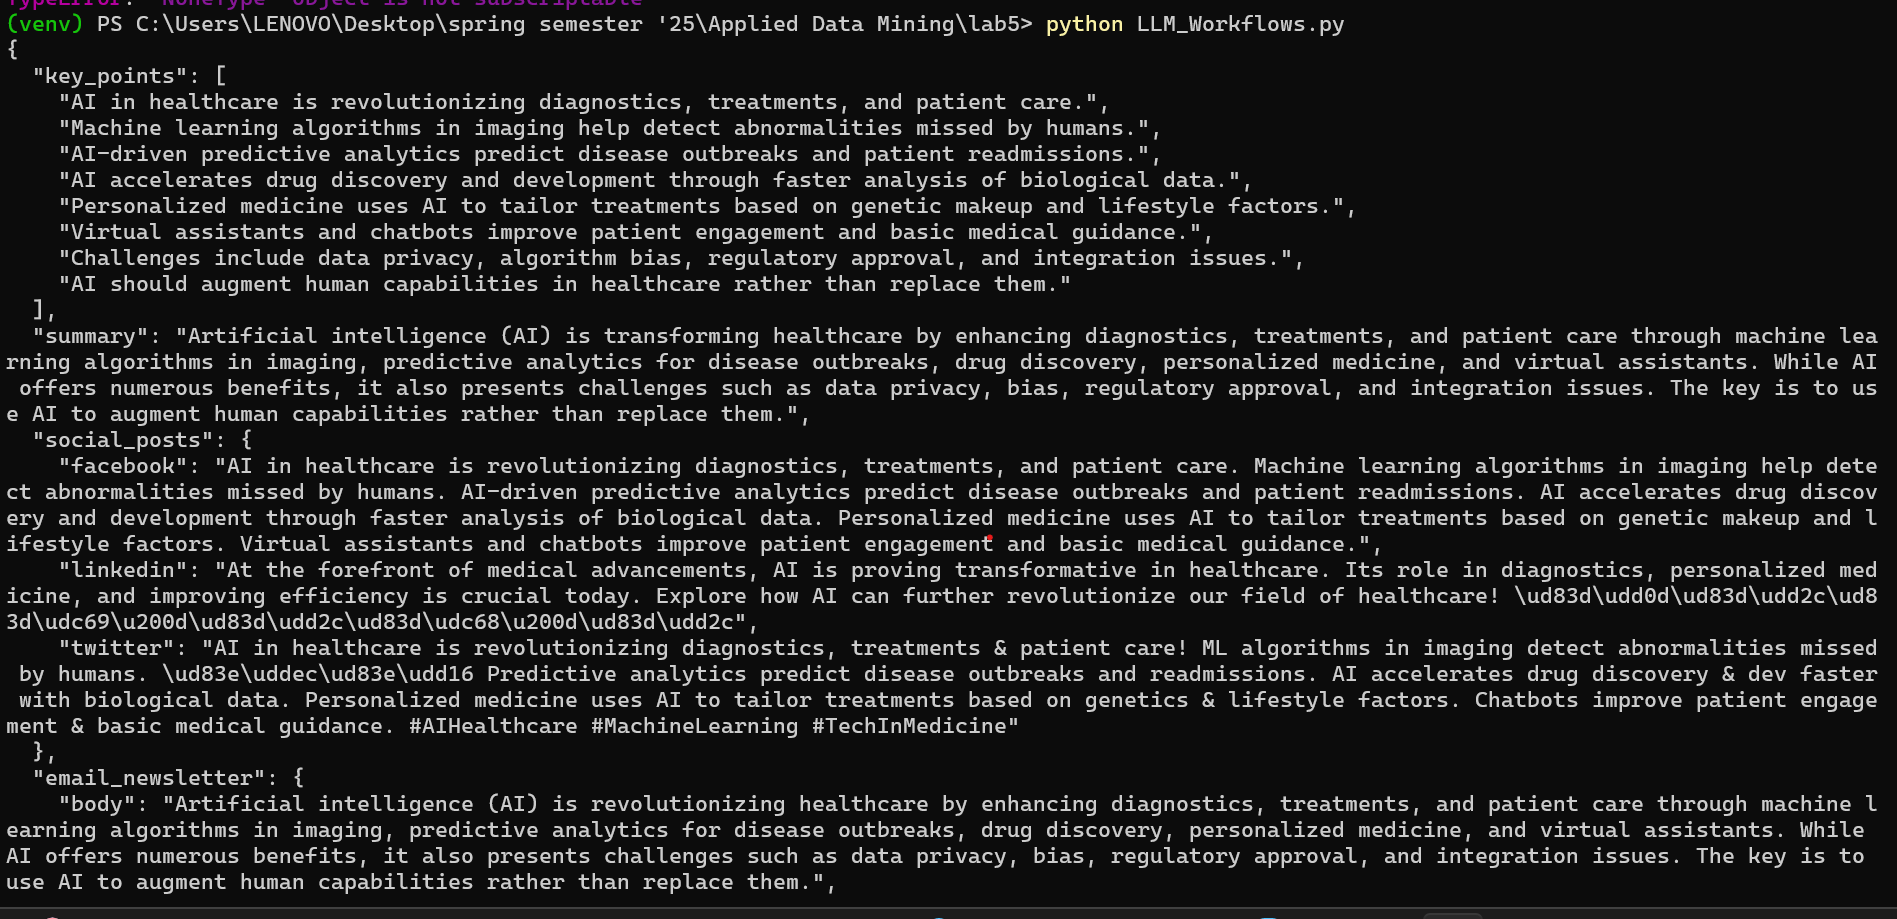 TypeError: 'NoneType' object is not subscriptable
(venv) PS C:\Users\LENOVO\Desktop\spring semester '25\Applied Data Mining\lab5> python LLM_Workflows.py
{
  "key_points": [
    "AI in healthcare is revolutionizing diagnostics, treatments, and patient care.",
    "Machine learning algorithms in imaging help detect abnormalities missed by humans.",
    "AI-driven predictive analytics predict disease outbreaks and patient readmissions.",
    "AI accelerates drug discovery and development through faster analysis of biological data.",
    "Personalized medicine uses AI to tailor treatments based on genetic makeup and lifestyle factors.",
    "Virtual assistants and chatbots improve patient engagement and basic medical guidance.",
    "Challenges include data privacy, algorithm bias, regulatory approval, and integration issues.",
    "AI should augment human capabilities in healthcare rather than replace them."
  ],
  "summary": "Artificial intelligence (AI) is transforming healthcare by enhancing diagnostics, treatments, and patient care through machine lea
rning algorithms in imaging, predictive analytics for disease outbreaks, drug discovery, personalized medicine, and virtual assistants. While AI
 offers numerous benefits, it also presents challenges such as data privacy, bias, regulatory approval, and integration issues. The key is to us
e AI to augment human capabilities rather than replace them.",
  "social_posts": {
    "facebook": "AI in healthcare is revolutionizing diagnostics, treatments, and patient care. Machine learning algorithms in imaging help dete
ct abnormalities missed by humans. AI-driven predictive analytics predict disease outbreaks and patient readmissions. AI accelerates drug discov
ery and development through faster analysis of biological data. Personalized medicine uses AI to tailor treatments based on genetic makeup and l
ifestyle factors. Virtual assistants and chatbots improve patient engagement and basic medical guidance.",
    "linkedin": "At the forefront of medical advancements, AI is proving transformative in healthcare. Its role in diagnostics, personalized med
icine, and improving efficiency is crucial today. Explore how AI can further revolutionize our field of healthcare! \ud83d\udd0d\ud83d\udd2c\ud8
3d\udc69\u200d\ud83d\udd2c\ud83d\udc68\u200d\ud83d\udd2c",
    "twitter": "AI in healthcare is revolutionizing diagnostics, treatments & patient care! ML algorithms in imaging detect abnormalities missed
 by humans. \ud83e\uddec\ud83e\udd16 Predictive analytics predict disease outbreaks and readmissions. AI accelerates drug discovery & dev faster
 with biological data. Personalized medicine uses AI to tailor treatments based on genetics & lifestyle factors. Chatbots improve patient engage
ment & basic medical guidance. #AIHealthcare #MachineLearning #TechInMedicine"
  },
  "email_newsletter": {
    "body": "Artificial intelligence (AI) is revolutionizing healthcare by enhancing diagnostics, treatments, and patient care through machine l
earning algorithms in imaging, predictive analytics for disease outbreaks, drug discovery, personalized medicine, and virtual assistants. While
AI offers numerous benefits, it also presents challenges such as data privacy, bias, regulatory approval, and integration issues. The key is to
use AI to augment human capabilities rather than replace them.",